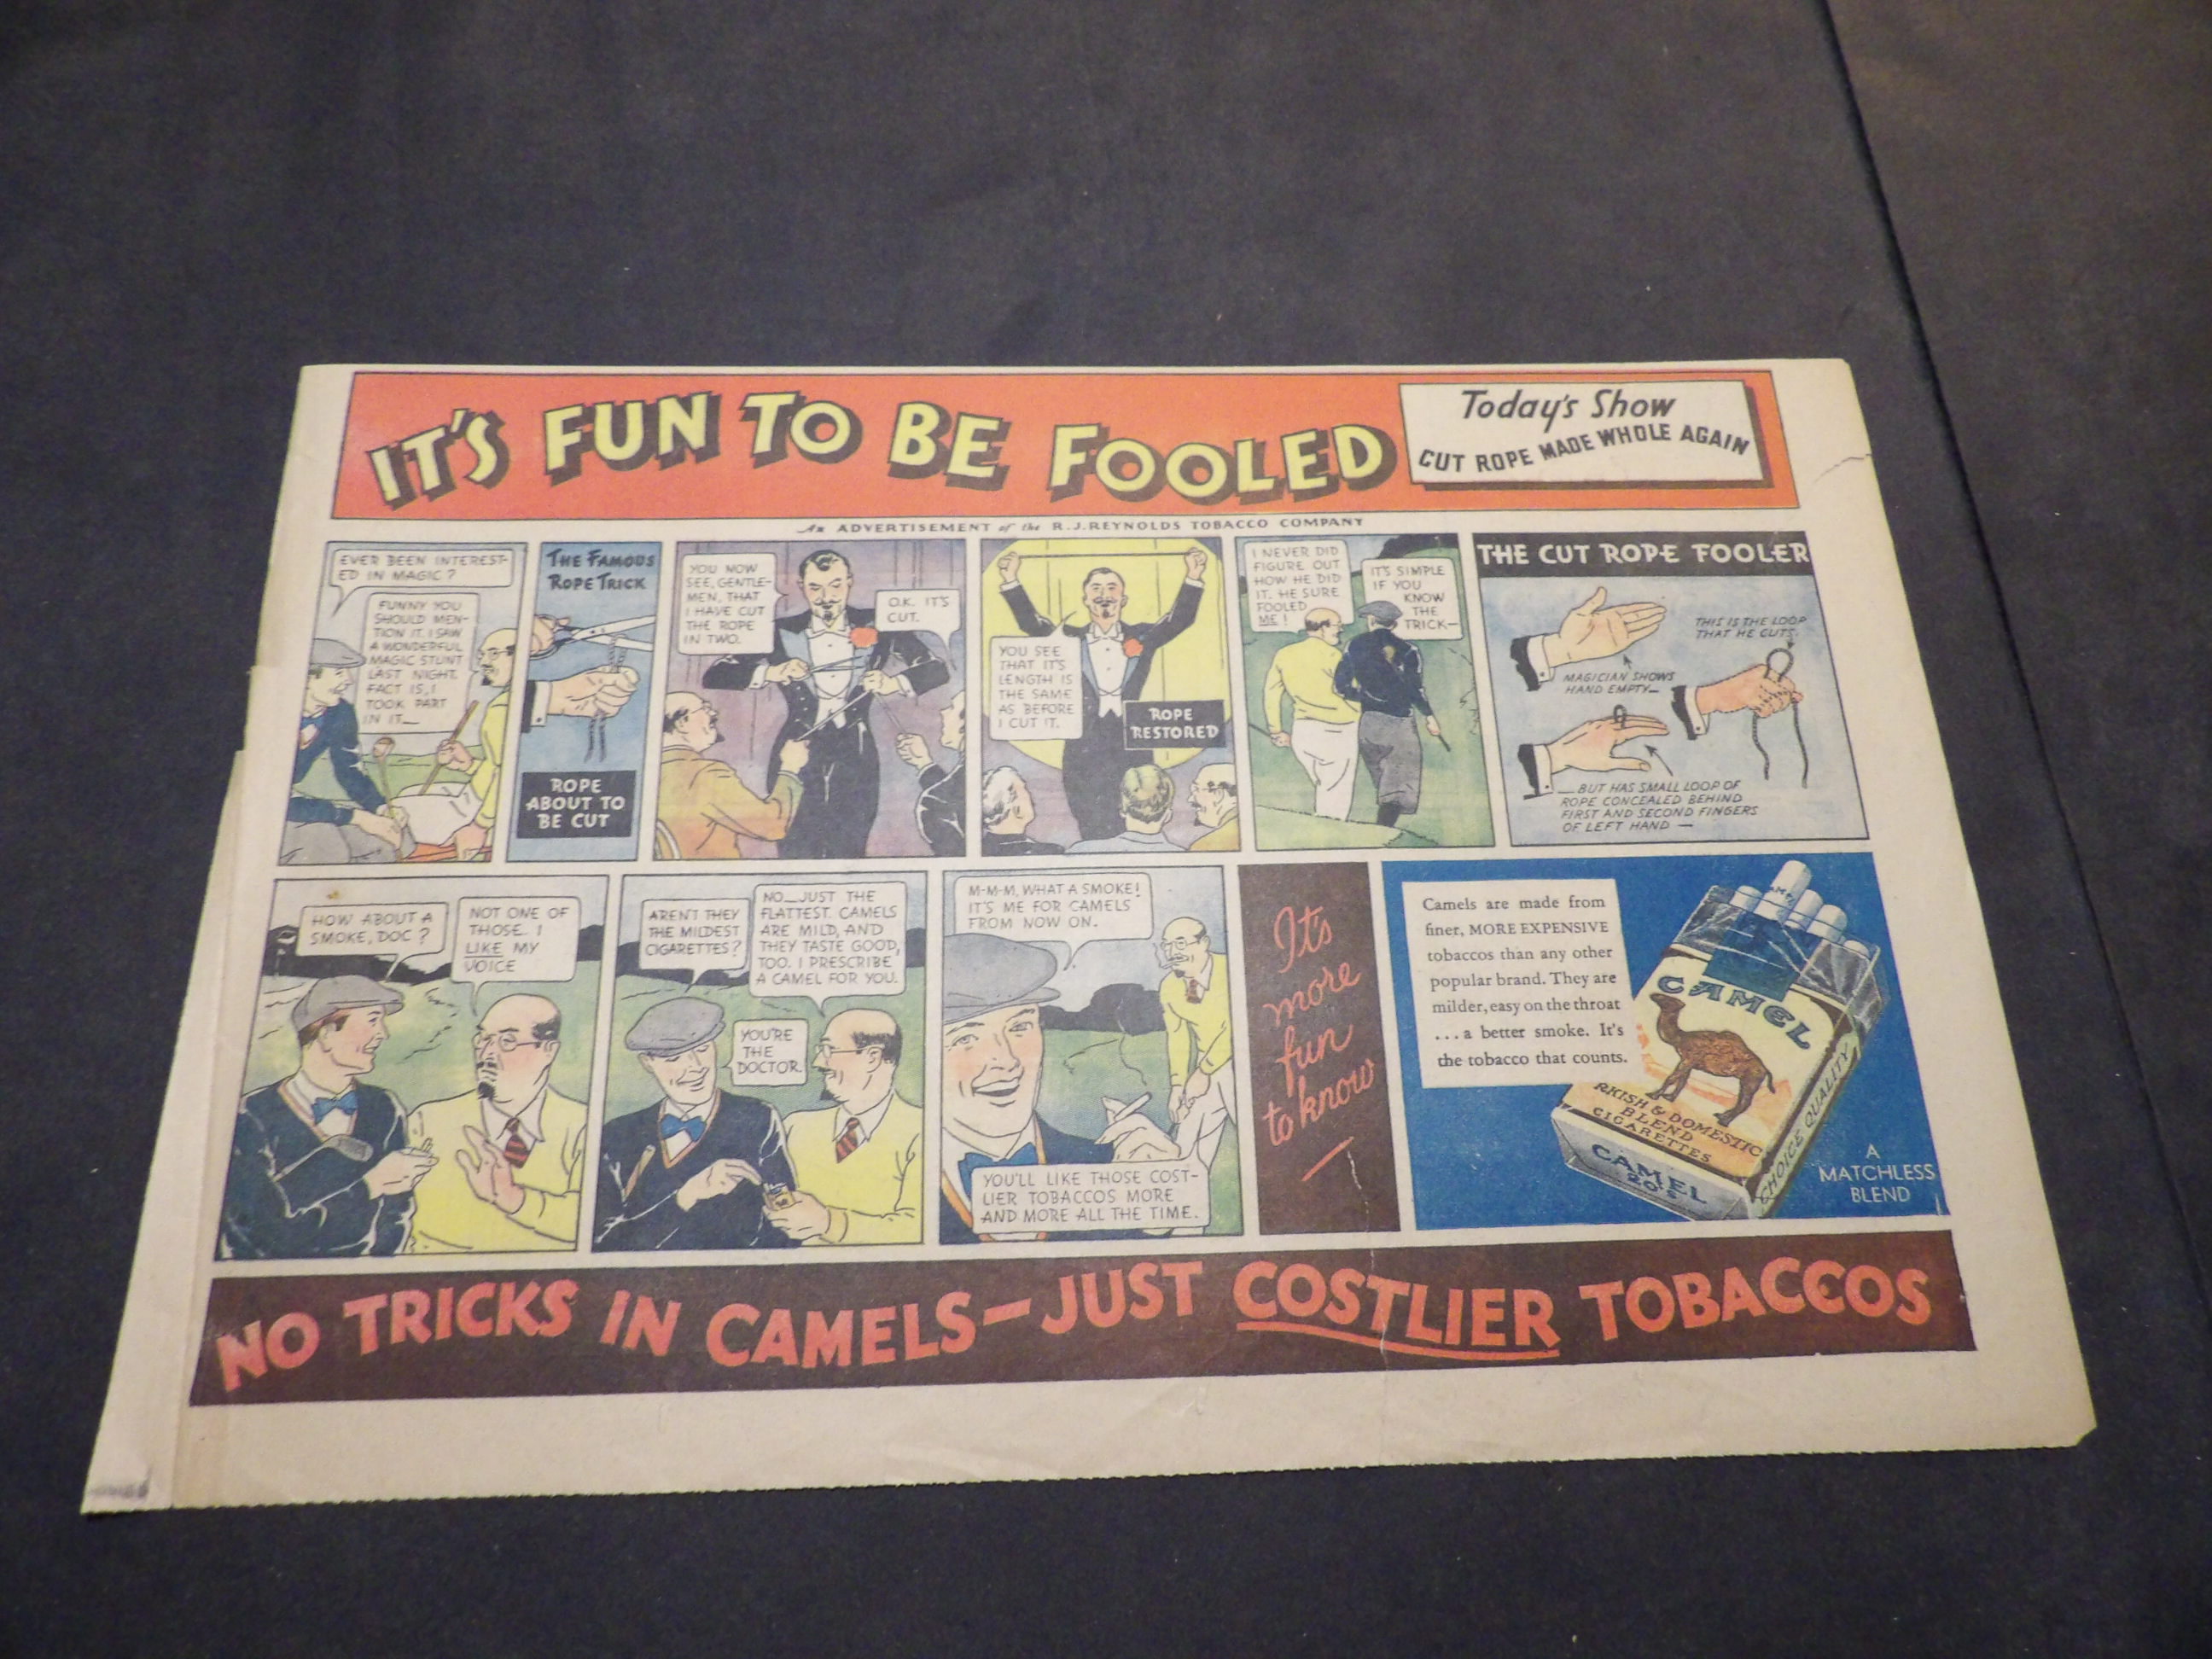 IT'S FUN TO BE FOOLED
Today's Show
CUT ROPE MADE WHOLE AGAIN
An ADVERTISEMENT of the R.J. REYNOLDS TOBACCO COMPANY
EVER BEEN INTEREST-
ED IN MAGIC?
FUNNY YOU
SHOULD MEN-
TION IT. I SAW
A WONDERFUL
MAGIC STUNT
LAST NIGHT.
FACT IS, I
TOOK PART
IN IT—
THE FAMOUS
ROPE TRICK
ROPE
ABOUT TO
BE CUT
YOU NOW
SEE, GENTLE-
MEN, THAT
I HAVE CUT
THE ROPE
IN TWO.
O.K. IT'S
CUT.
YOU SEE
THAT IT'S
LENGTH IS
THE SAME
AS BEFORE
I CUT IT.
ROPE
RESTORED
I NEVER DID
FIGURE OUT
HOW HE DID
IT. HE SURE
FOOLED
ME!
IT'S SIMPLE
IF YOU
KNOW
THE
TRICK—
THE CUT ROPE FOOLER
MAGICIAN SHOWS
HAND EMPTY—
THIS IS THE LOOP
THAT HE CUTS.
—BUT HAS SMALL LOOP OF
ROPE CONCEALED BEHIND
FIRST AND SECOND FINGERS
OF LEFT HAND —
HOW ABOUT A
SMOKE, DOC?
NOT ONE OF
THOSE. I
LIKE MY
VOICE
AREN'T THEY
THE MILDEST
CIGARETTES?
NO—JUST THE
FLATTEST. CAMELS
ARE MILD, AND
THEY TASTE GOOD,
TOO. I PRESCRIBE
A CAMEL FOR YOU.
YOU'RE
THE
DOCTOR.
M-M-M, WHAT A SMOKE!
IT'S ME FOR CAMELS
FROM NOW ON.
YOU'LL LIKE THOSE COST-
LIER TOBACCOS MORE
AND MORE ALL THE TIME.
It's
more
fun
to know
—
Camels are made from
finer, MORE EXPENSIVE
tobaccos than any other
popular brand. They are
milder, easy on the throat
...a better smoke. It's
the tobacco that counts.
CAMEL
RKISH & DOMESTIC
BLEND
CIGARETTES
CHOICE QUALITY
CAMEL
20's
A
MATCHLESS
BLEND
NO TRICKS IN CAMELS—JUST COSTLIER TOBACCOS